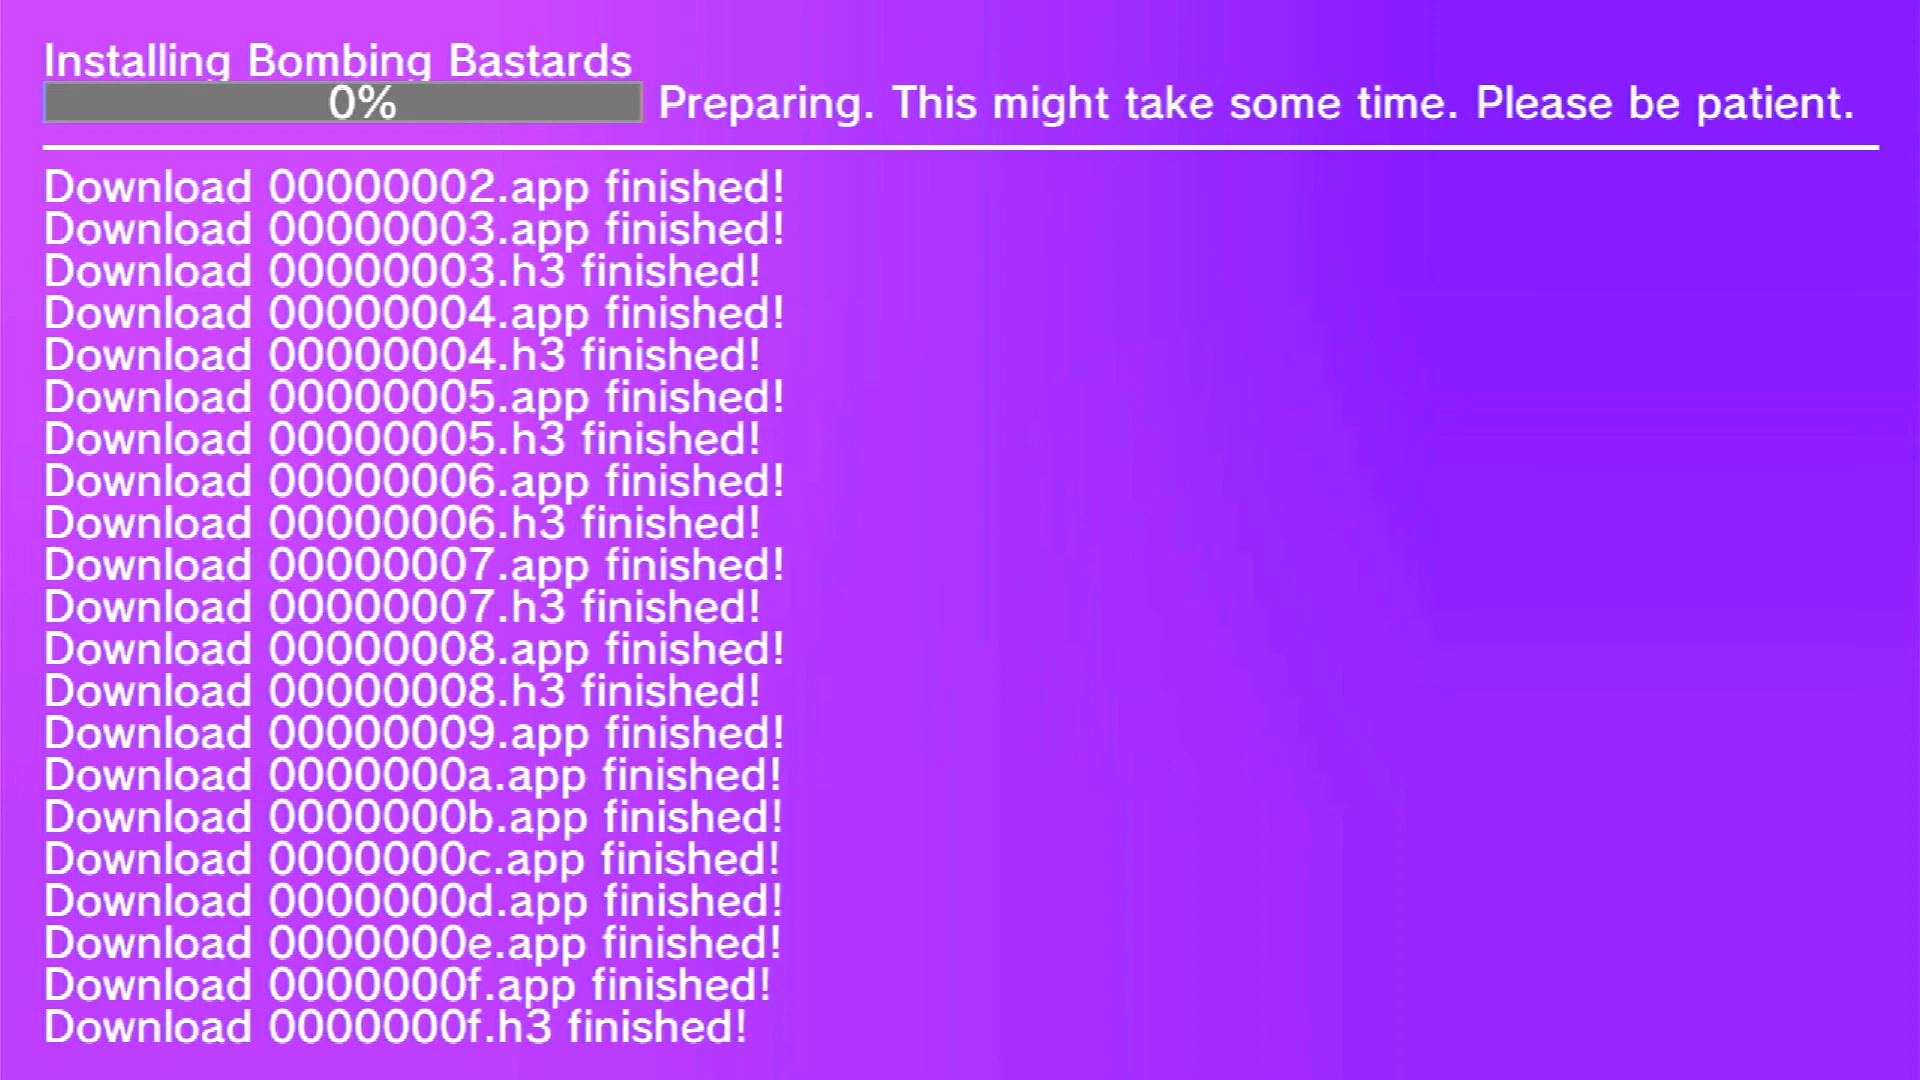 Installing Bombing Bastards
0% Preparing. This might take some time. Please be patient.
Download 00000002.app finished!
Download 00000003.app finished!
Download 00000003.h3 finished!
Download 00000004.app finished!
Download 00000004.h3 finished!
Download 00000005.app finished!
Download 00000005.h3 finished!
Download 00000006.app finished!
Download 00000006.h3 finished!
Download 00000007.app finished!
Download 00000007.h3 finished!
Download 00000008.app finished!
Download 00000008.h3 finished!
Download 00000009.app finished!
Download 0000000a.app finished!
Download 0000000b.app finished!
Download 0000000c.app finished!
Download 0000000d.app finished!
Download 0000000e.app finished!
Download 0000000f.app finished!
Download 0000000f.h3 finished!